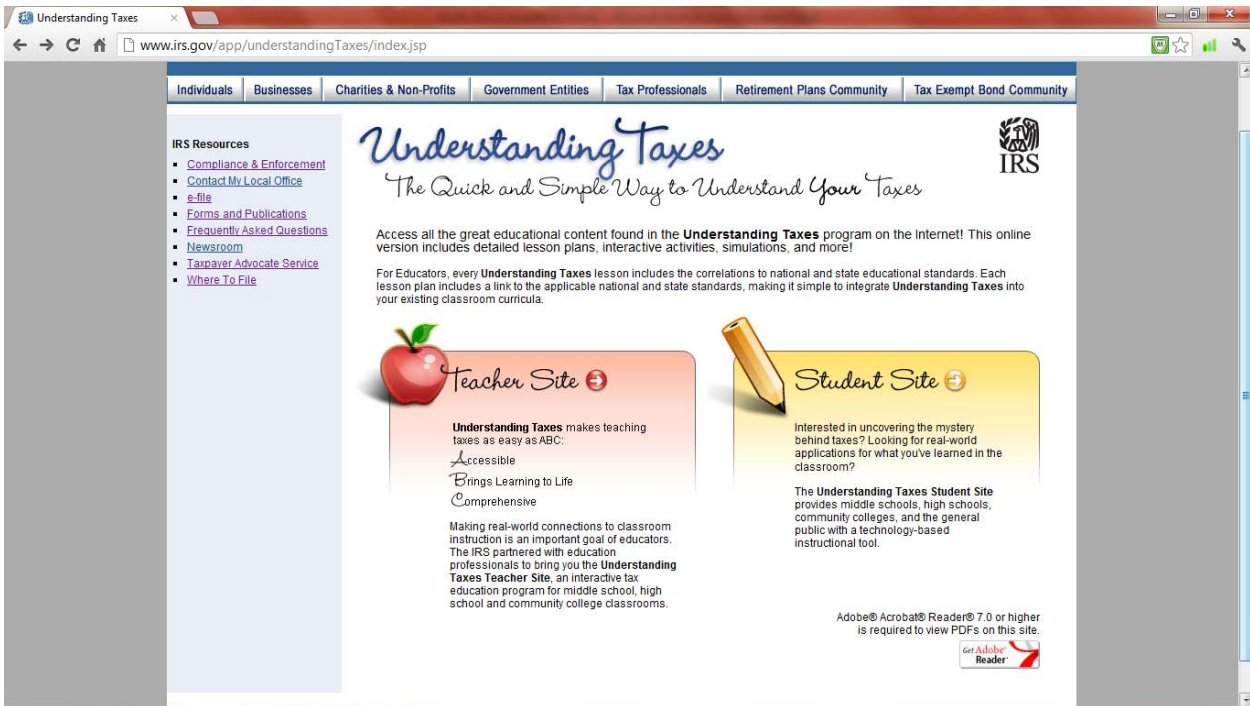 Understanding Taxes
www.irs.gov/app/understandingTaxes/index.jsp
Individuals Businesses Charities & Non-Profits Government Entities Tax Professionals Retirement Plans Community Tax Exempt Bond Community
IRS Resources
Compliance & Enforcement
Contact My Local Office
e-file
Forms and Publications
Frequently Asked Questions
Newsroom
Taxpayer Advocate Service
Where To File
Understanding Taxes
IRS
The Quick and Simple Way to Understand Your Taxes
Access all the great educational content found in the Understanding Taxes program on the Internet! This online
version includes detailed lesson plans, interactive activities, simulations, and more!
For Educators, every Understanding Taxes lesson includes the correlations to national and state educational standards. Each
lesson plan includes a link to the applicable national and state standards, making it simple to integrate Understanding Taxes into
your existing classroom curricula.
Teacher Site
Understanding Taxes makes teaching
taxes as easy as ABC:
Accessible
Brings Learning to Life
Comprehensive
Making real-world connections to classroom
instruction is an important goal of educators.
The IRS partnered with education
professionals to bring you the Understanding
Taxes Teacher Site, an interactive tax
education program for middle school, high
school and community college classrooms.
Student Site
Interested in uncovering the mystery
behind taxes? Looking for real-world
applications for what you've learned in the
classroom?
The Understanding Taxes Student Site
provides middle schools, high schools,
community colleges, and the general
public with a technology-based
instructional tool.
Adobe® Acrobat® Reader® 7.0 or higher
is required to view PDFs on this site.
Get Adobe®
Reader®